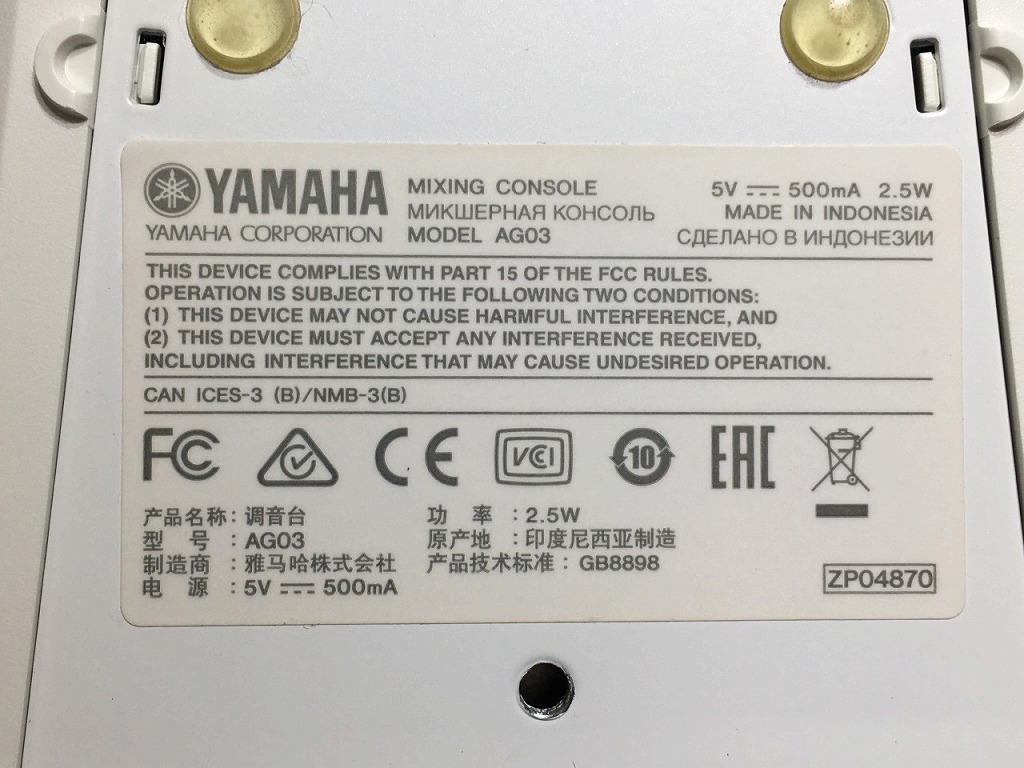 YAMAHA
YAMAHA CORPORATION
MIXING CONSOLE
МИКШЕРНАЯ КОНСОЛЬ
MODEL AG03
5V ⎓ 500mA 2.5W
MADE IN INDONESIA
СДЕЛАНО В ИНДОНЕЗИИ
THIS DEVICE COMPLIES WITH PART 15 OF THE FCC RULES.
OPERATION IS SUBJECT TO THE FOLLOWING TWO CONDITIONS:
(1) THIS DEVICE MAY NOT CAUSE HARMFUL INTERFERENCE, AND
(2) THIS DEVICE MUST ACCEPT ANY INTERFERENCE RECEIVED,
INCLUDING INTERFERENCE THAT MAY CAUSE UNDESIRED OPERATION.
CAN ICES-3 (B)/NMB-3(B)
FC CE VCI 10 EAC
产品名称: 调音台
型 号 : AG03
制造商 : 雅马哈株式会社
电 源 : 5V ⎓ 500mA
功 率 : 2.5W
原产地 : 印度尼西亚制造
产品技术标准: GB8898
ZP04870